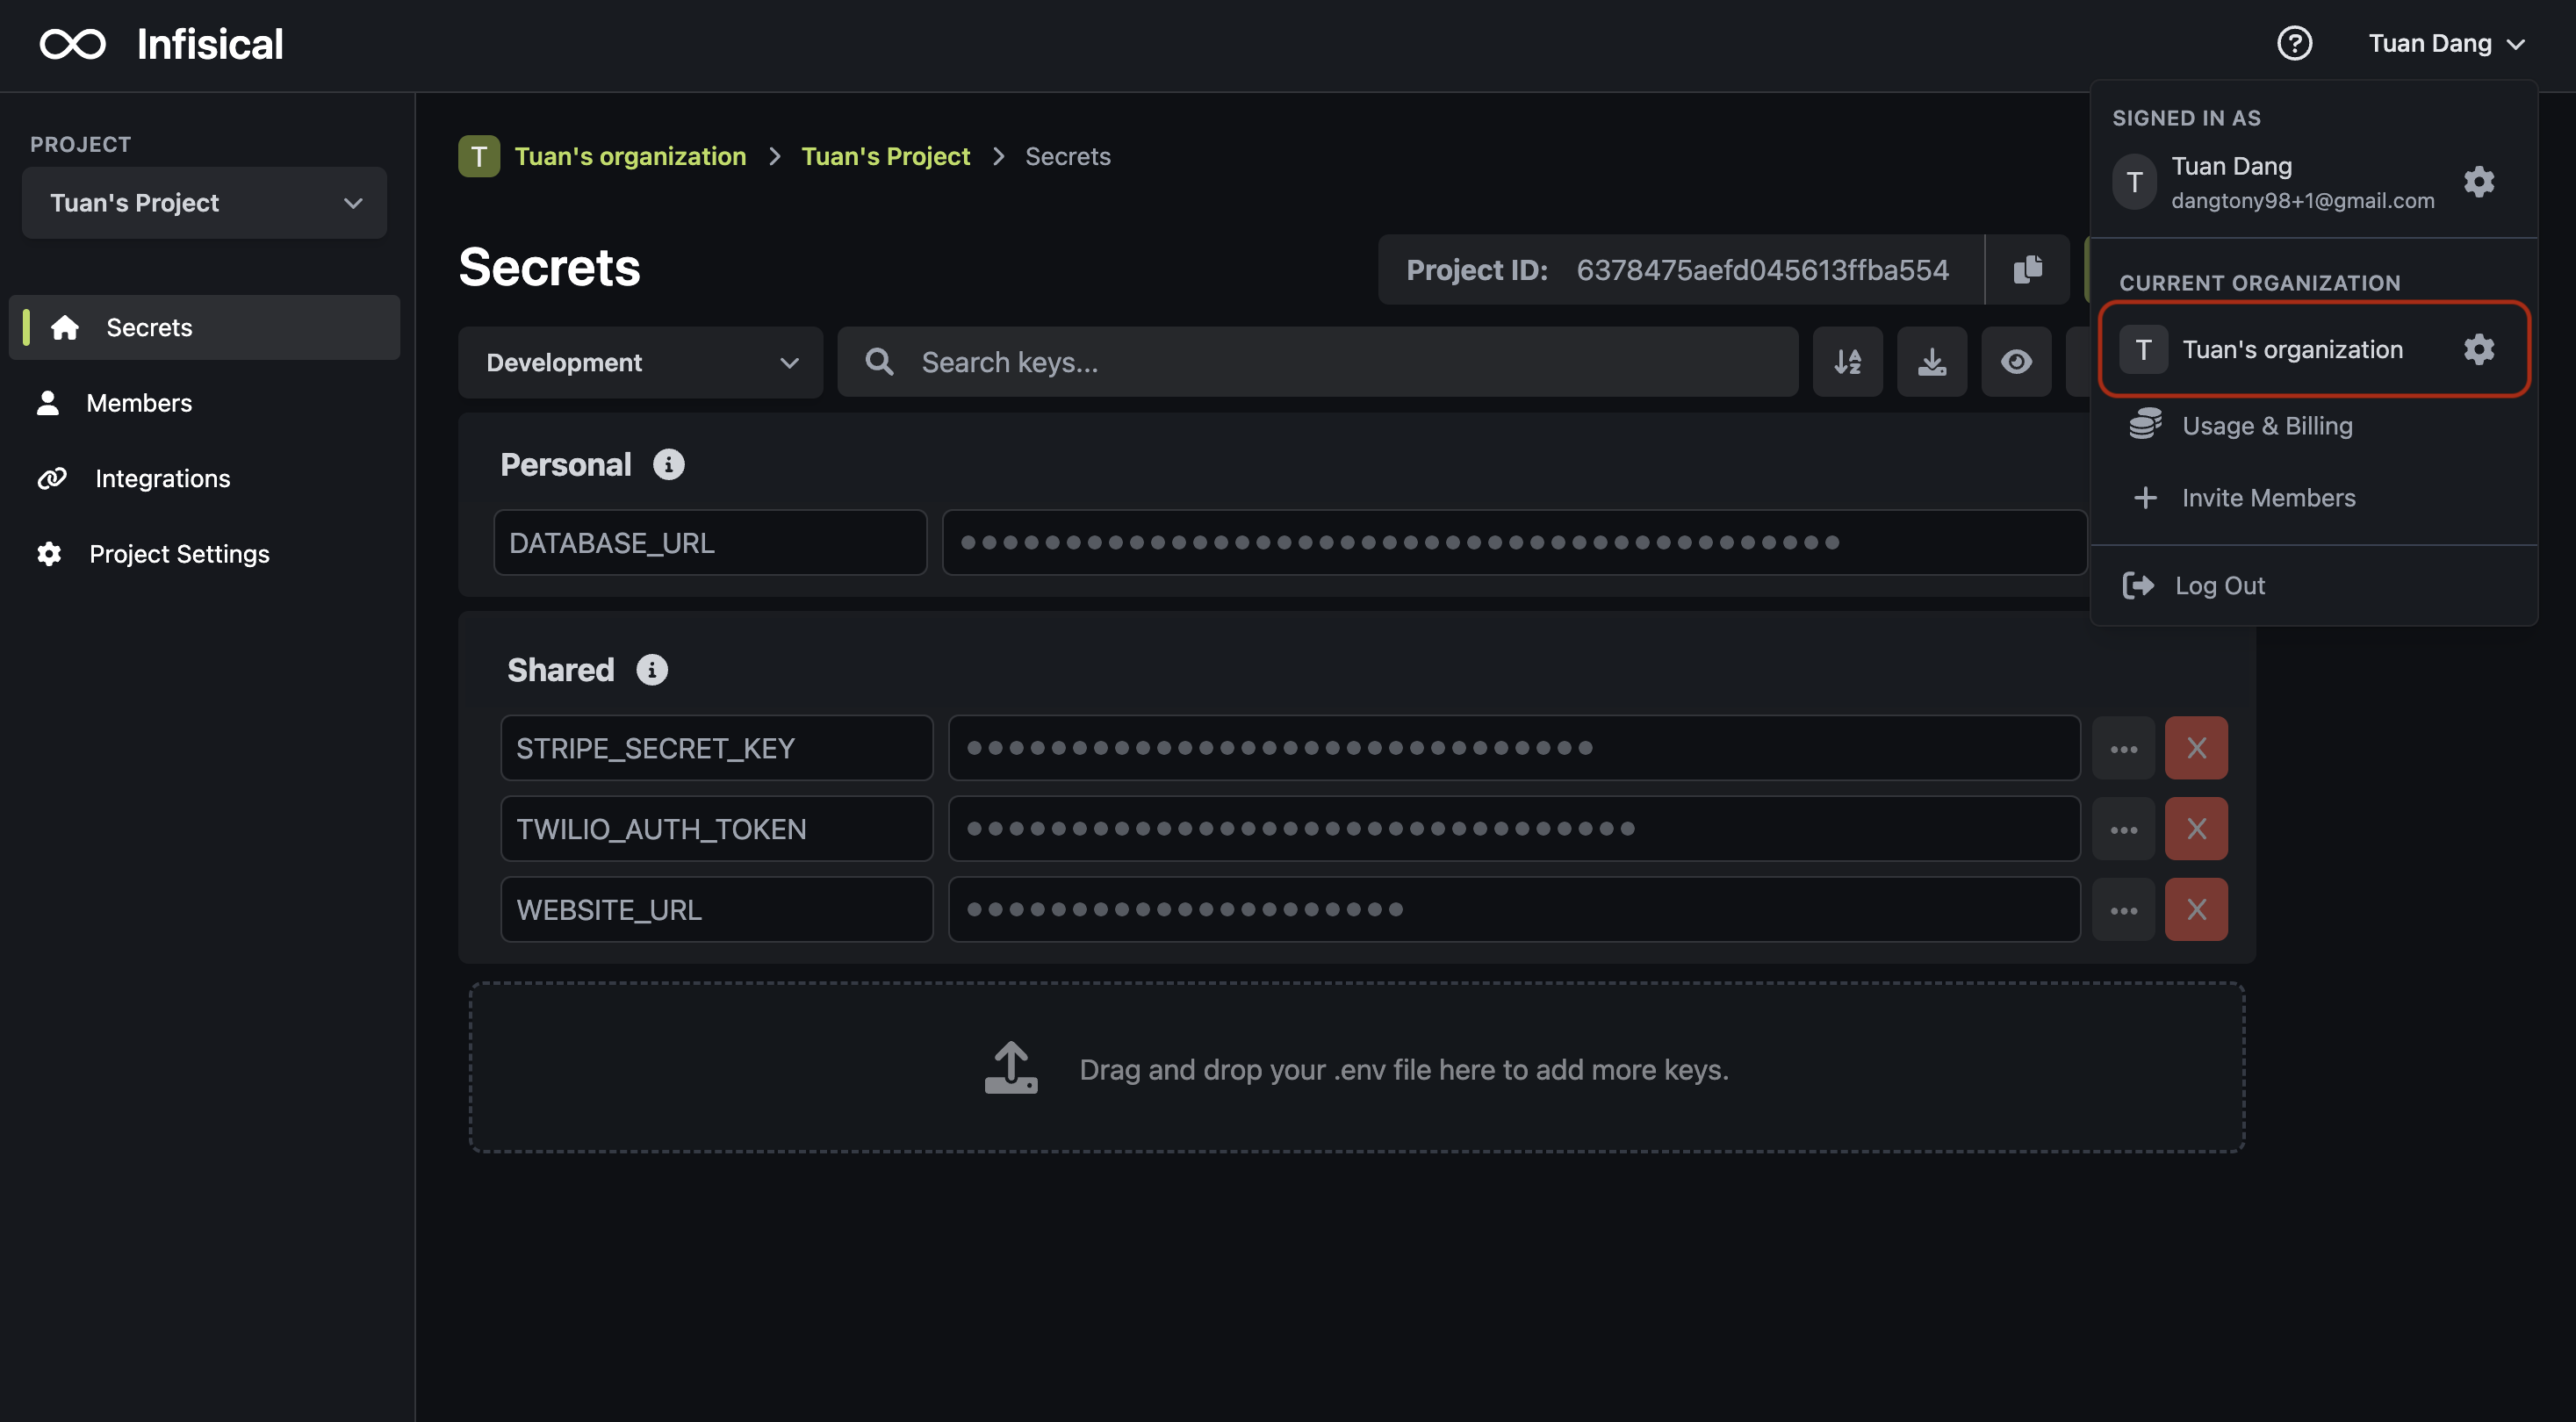 Infisical
Tuan Dang
PROJECT
Tuan's Project
Secrets
Members
Integrations
Project Settings
T Tuan's organization > Tuan's Project > Secrets
Secrets
Project ID: 6378475aefd045613ffba554
Development
Search keys...
Personal
DATABASE_URL
Shared
STRIPE_SECRET_KEY
TWILIO_AUTH_TOKEN
WEBSITE_URL
Drag and drop your .env file here to add more keys.
SIGNED IN AS
T
Tuan Dang
dangtony98+1@gmail.com
CURRENT ORGANIZATION
T Tuan's organization
Usage & Billing
Invite Members
Log Out